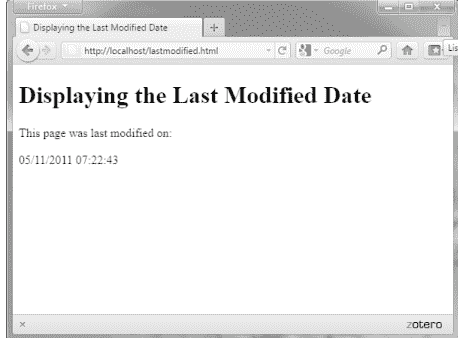 Firefox
Displaying the Last Modified Date
http://localhost/lastmodified.html
Google
Lis
Displaying the Last Modified Date
This page was last modified on:
05/11/2011 07:22:43
zotero